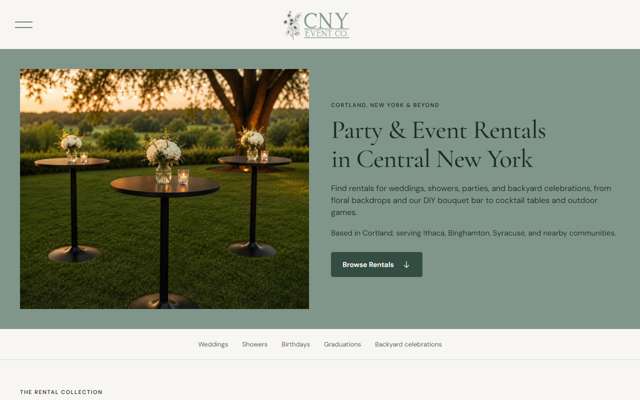 CNY
EVENT CO.
CORTLAND, NEW YORK & BEYOND
Party & Event Rentals
in Central New York
Find rentals for weddings, showers, parties, and backyard celebrations, from
floral backdrops and our DIY bouquet bar to cocktail tables and outdoor
games.
Based in Cortland; serving Ithaca, Binghamton, Syracuse, and nearby communities.
Browse Rentals ↓
Weddings Showers Birthdays Graduations Backyard celebrations
THE RENTAL COLLECTION